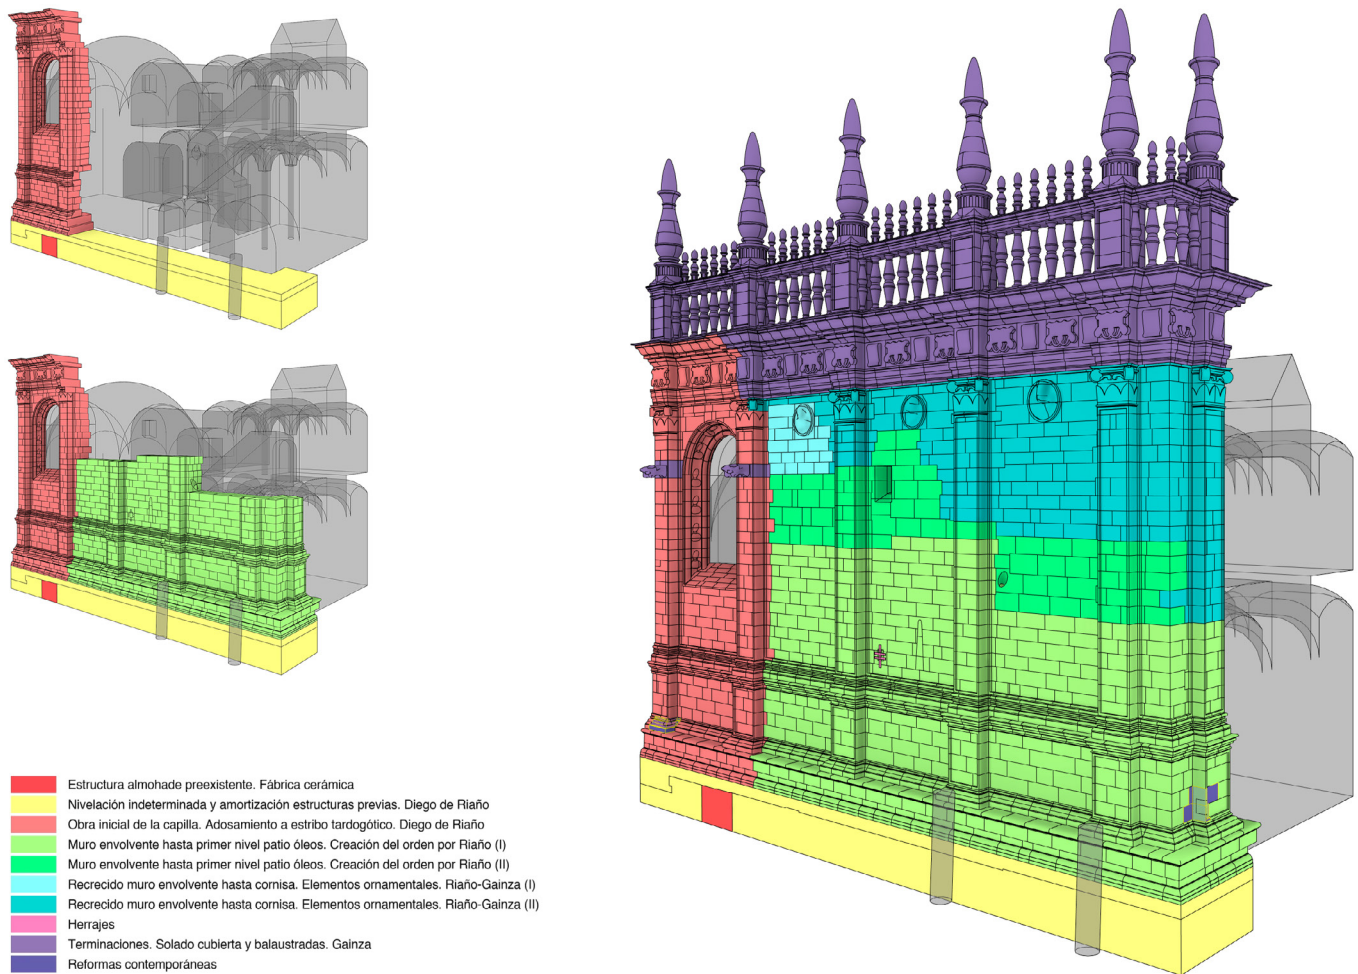 Estructura almohade preexistente. Fábrica cerámica
Nivelación indeterminada y amortización estructuras previas. Diego de Riaño
Obra inicial de la capilla. Adosamiento a estribo tardogótico. Diego de Riaño
Muro envolvente hasta primer nivel patio óleos. Creación del orden por Riaño (I)
Muro envolvente hasta primer nivel patio óleos. Creación del orden por Riaño (II)
Recrecido muro envolvente hasta cornisa. Elementos ornamentales. Riaño-Gainza (I)
Recrecido muro envolvente hasta cornisa. Elementos ornamentales. Riaño-Gainza (II)
Herrajes
Terminaciones. Solado cubierta y balaustradas. Gainza
Reformas contemporáneas